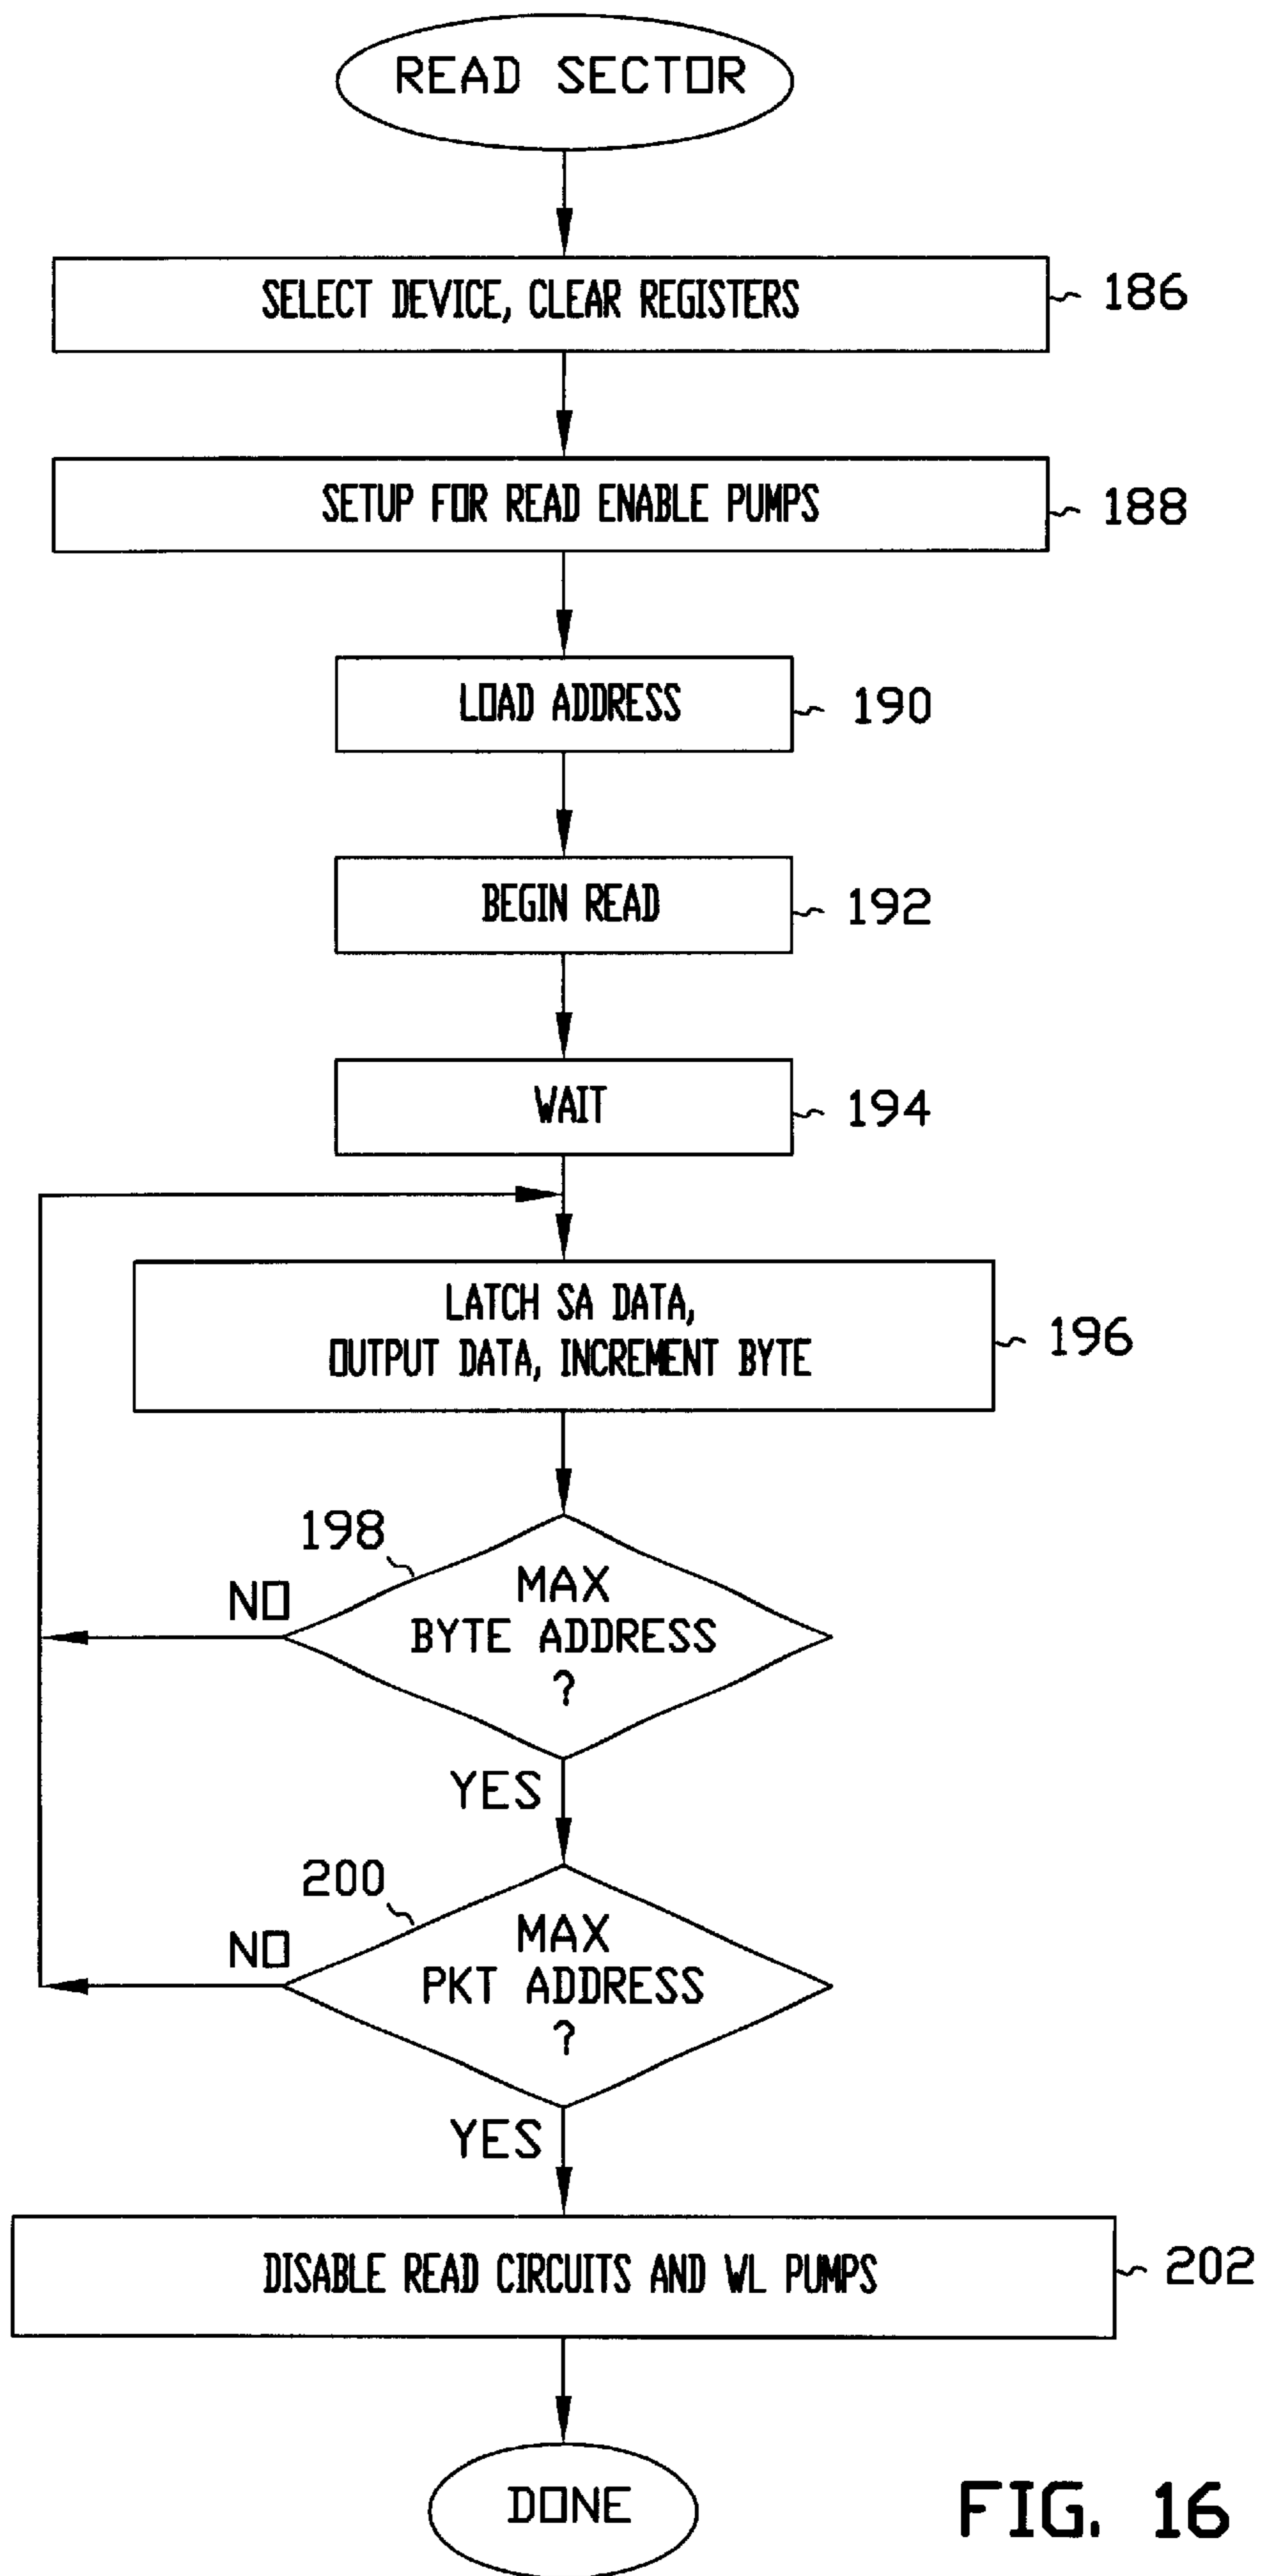 READ SECTOR
SELECT DEVICE, CLEAR REGISTERS
186
SETUP FOR READ ENABLE PUMPS
188
LOAD ADDRESS
190
BEGIN READ
192
WAIT
194
LATCH SA DATA,
OUTPUT DATA, INCREMENT BYTE
196
198
MAX
BYTE ADDRESS
?
NO
YES
200
MAX
PKT ADDRESS
?
NO
YES
DISABLE READ CIRCUITS AND WL PUMPS
202
DONE
FIG. 16